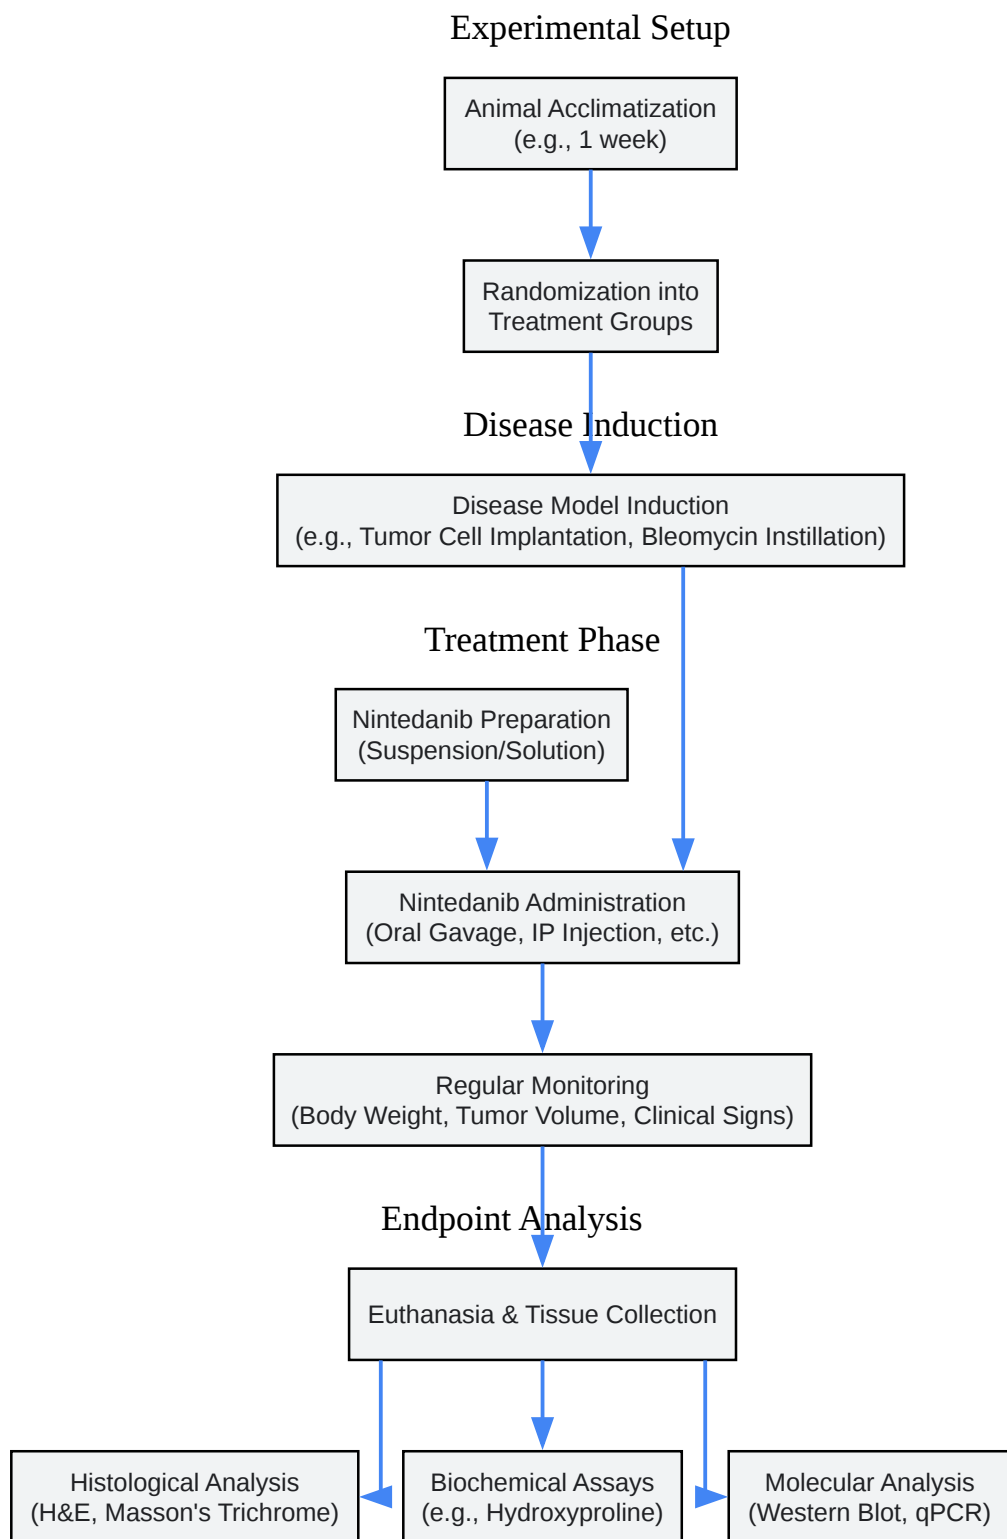 Experimental Setup
Animal Acclimatization
(e.g., 1 week)
Randomization into
Treatment Groups
Disease Induction
Disease Model Induction
(e.g., Tumor Cell Implantation, Bleomycin Instillation)
Treatment Phase
Nintedanib Preparation
(Suspension/Solution)
Nintedanib Administration
(Oral Gavage, IP Injection, etc.)
Regular Monitoring
(Body Weight, Tumor Volume, Clinical Signs)
Endpoint Analysis
Euthanasia & Tissue Collection
Histological Analysis
(H&E, Masson's Trichrome)
Biochemical Assays
(e.g., Hydroxyproline)
Molecular Analysis
(Western Blot, qPCR)